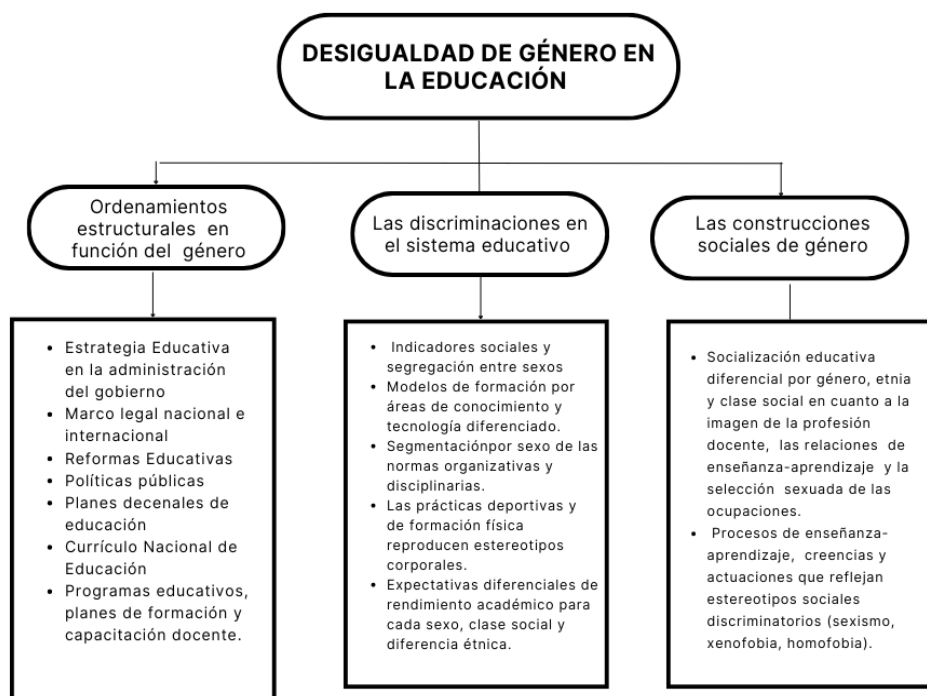 DESIGUALDAD DE GÉNERO EN
LA EDUCACIÓN
Ordenamientos
estructurales en
función del género
Las discriminaciones en
el sistema educativo
Las construcciones
sociales de género
• Estrategia Educativa
en la administración
del gobierno
• Marco legal nacional e
internacional
• Reformas Educativas
• Políticas públicas
• Planes decenales de
educación
• Currículo Nacional de
Educación
• Programas educativos,
planes de formación y
capacitación docente.
• Indicadores sociales y
segregación entre sexos
• Modelos de formación por
áreas de conocimiento y
tecnología diferenciado.
• Segmentaciónpor sexo de las
normas organizativas y
disciplinarias.
• Las prácticas deportivas y
de formación física
reproducen estereotipos
corporales.
• Expectativas diferenciales de
rendimiento académico para
cada sexo, clase social y
diferencia étnica.
• Socialización educativa
diferencial por género, etnia
y clase social en cuanto a la
imagen de la profesión
docente, las relaciones de
enseñanza-aprendizaje y la
selección sexuada de las
ocupaciones.
• Procesos de enseñanza-
aprendizaje, creencias y
actuaciones que reflejan
estereotipos sociales
discriminatorios (sexismo,
xenofobia, homofobia).